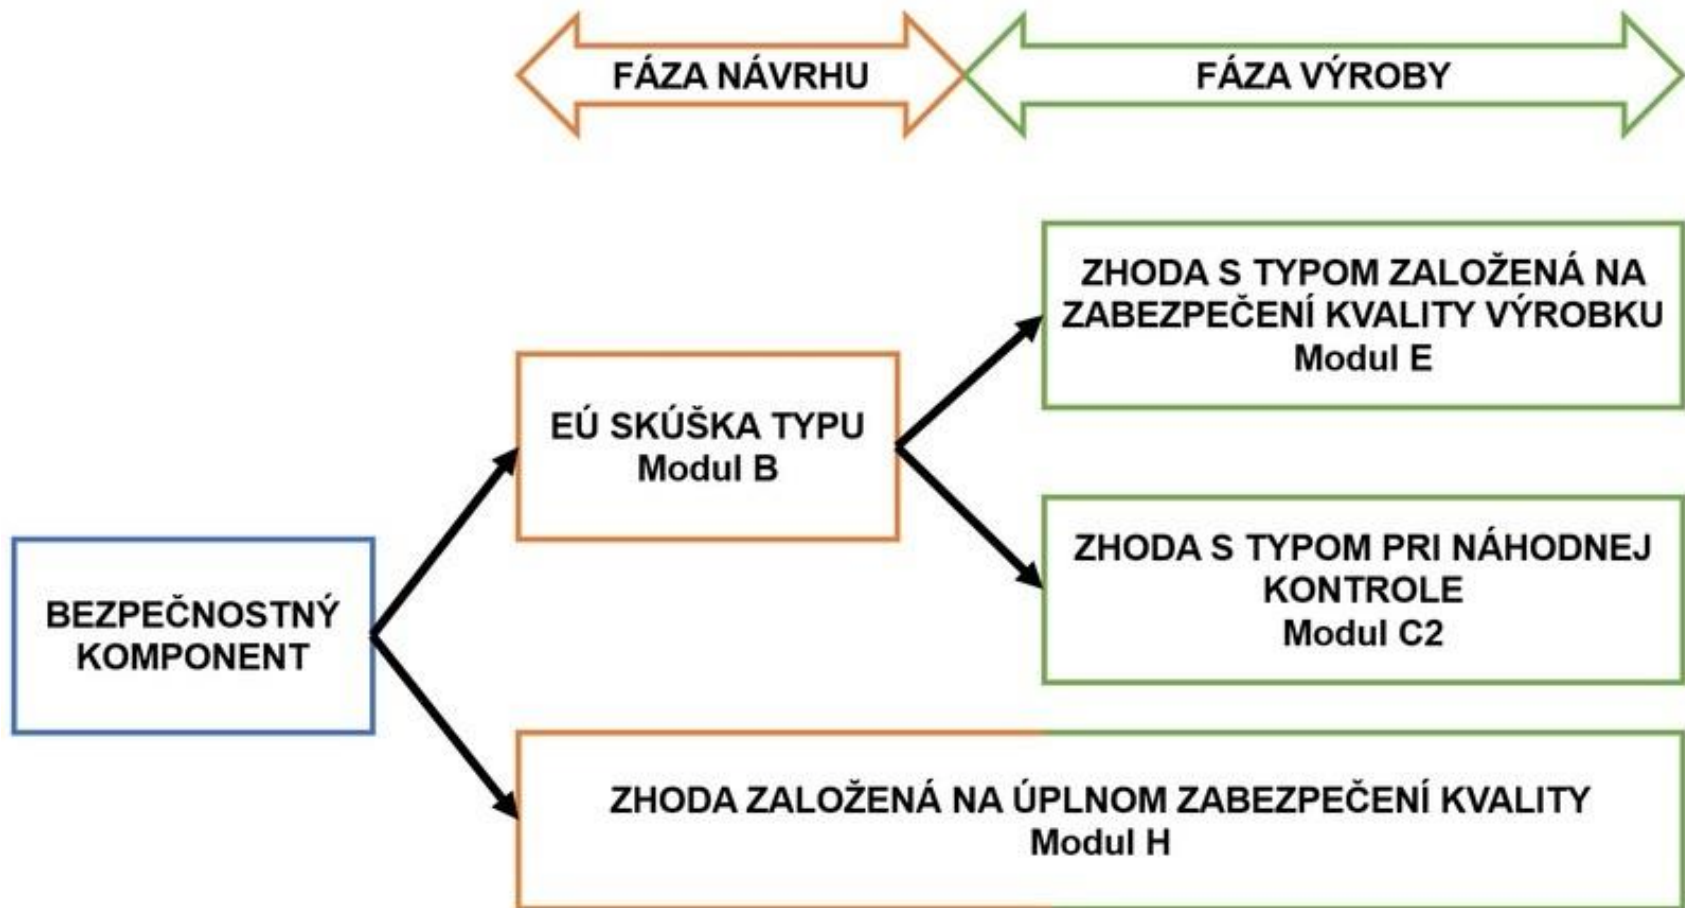 FÁZA NÁVRHU
FÁZA VÝROBY
ZHODA S TYPOM ZALOŽENÁ NA
ZABEZPEČENÍ KVALITY VÝROBKU
Modul E
EÚ SKÚŠKA TYPU
Modul B
ZHODA S TYPOM PRI NÁHODNEJ
KONTROLE
Modul C2
BEZPEČNOSTNÝ
KOMPONENT
ZHODA ZALOŽENÁ NA ÚPLNOM ZABEZPEČENÍ KVALITY
Modul H